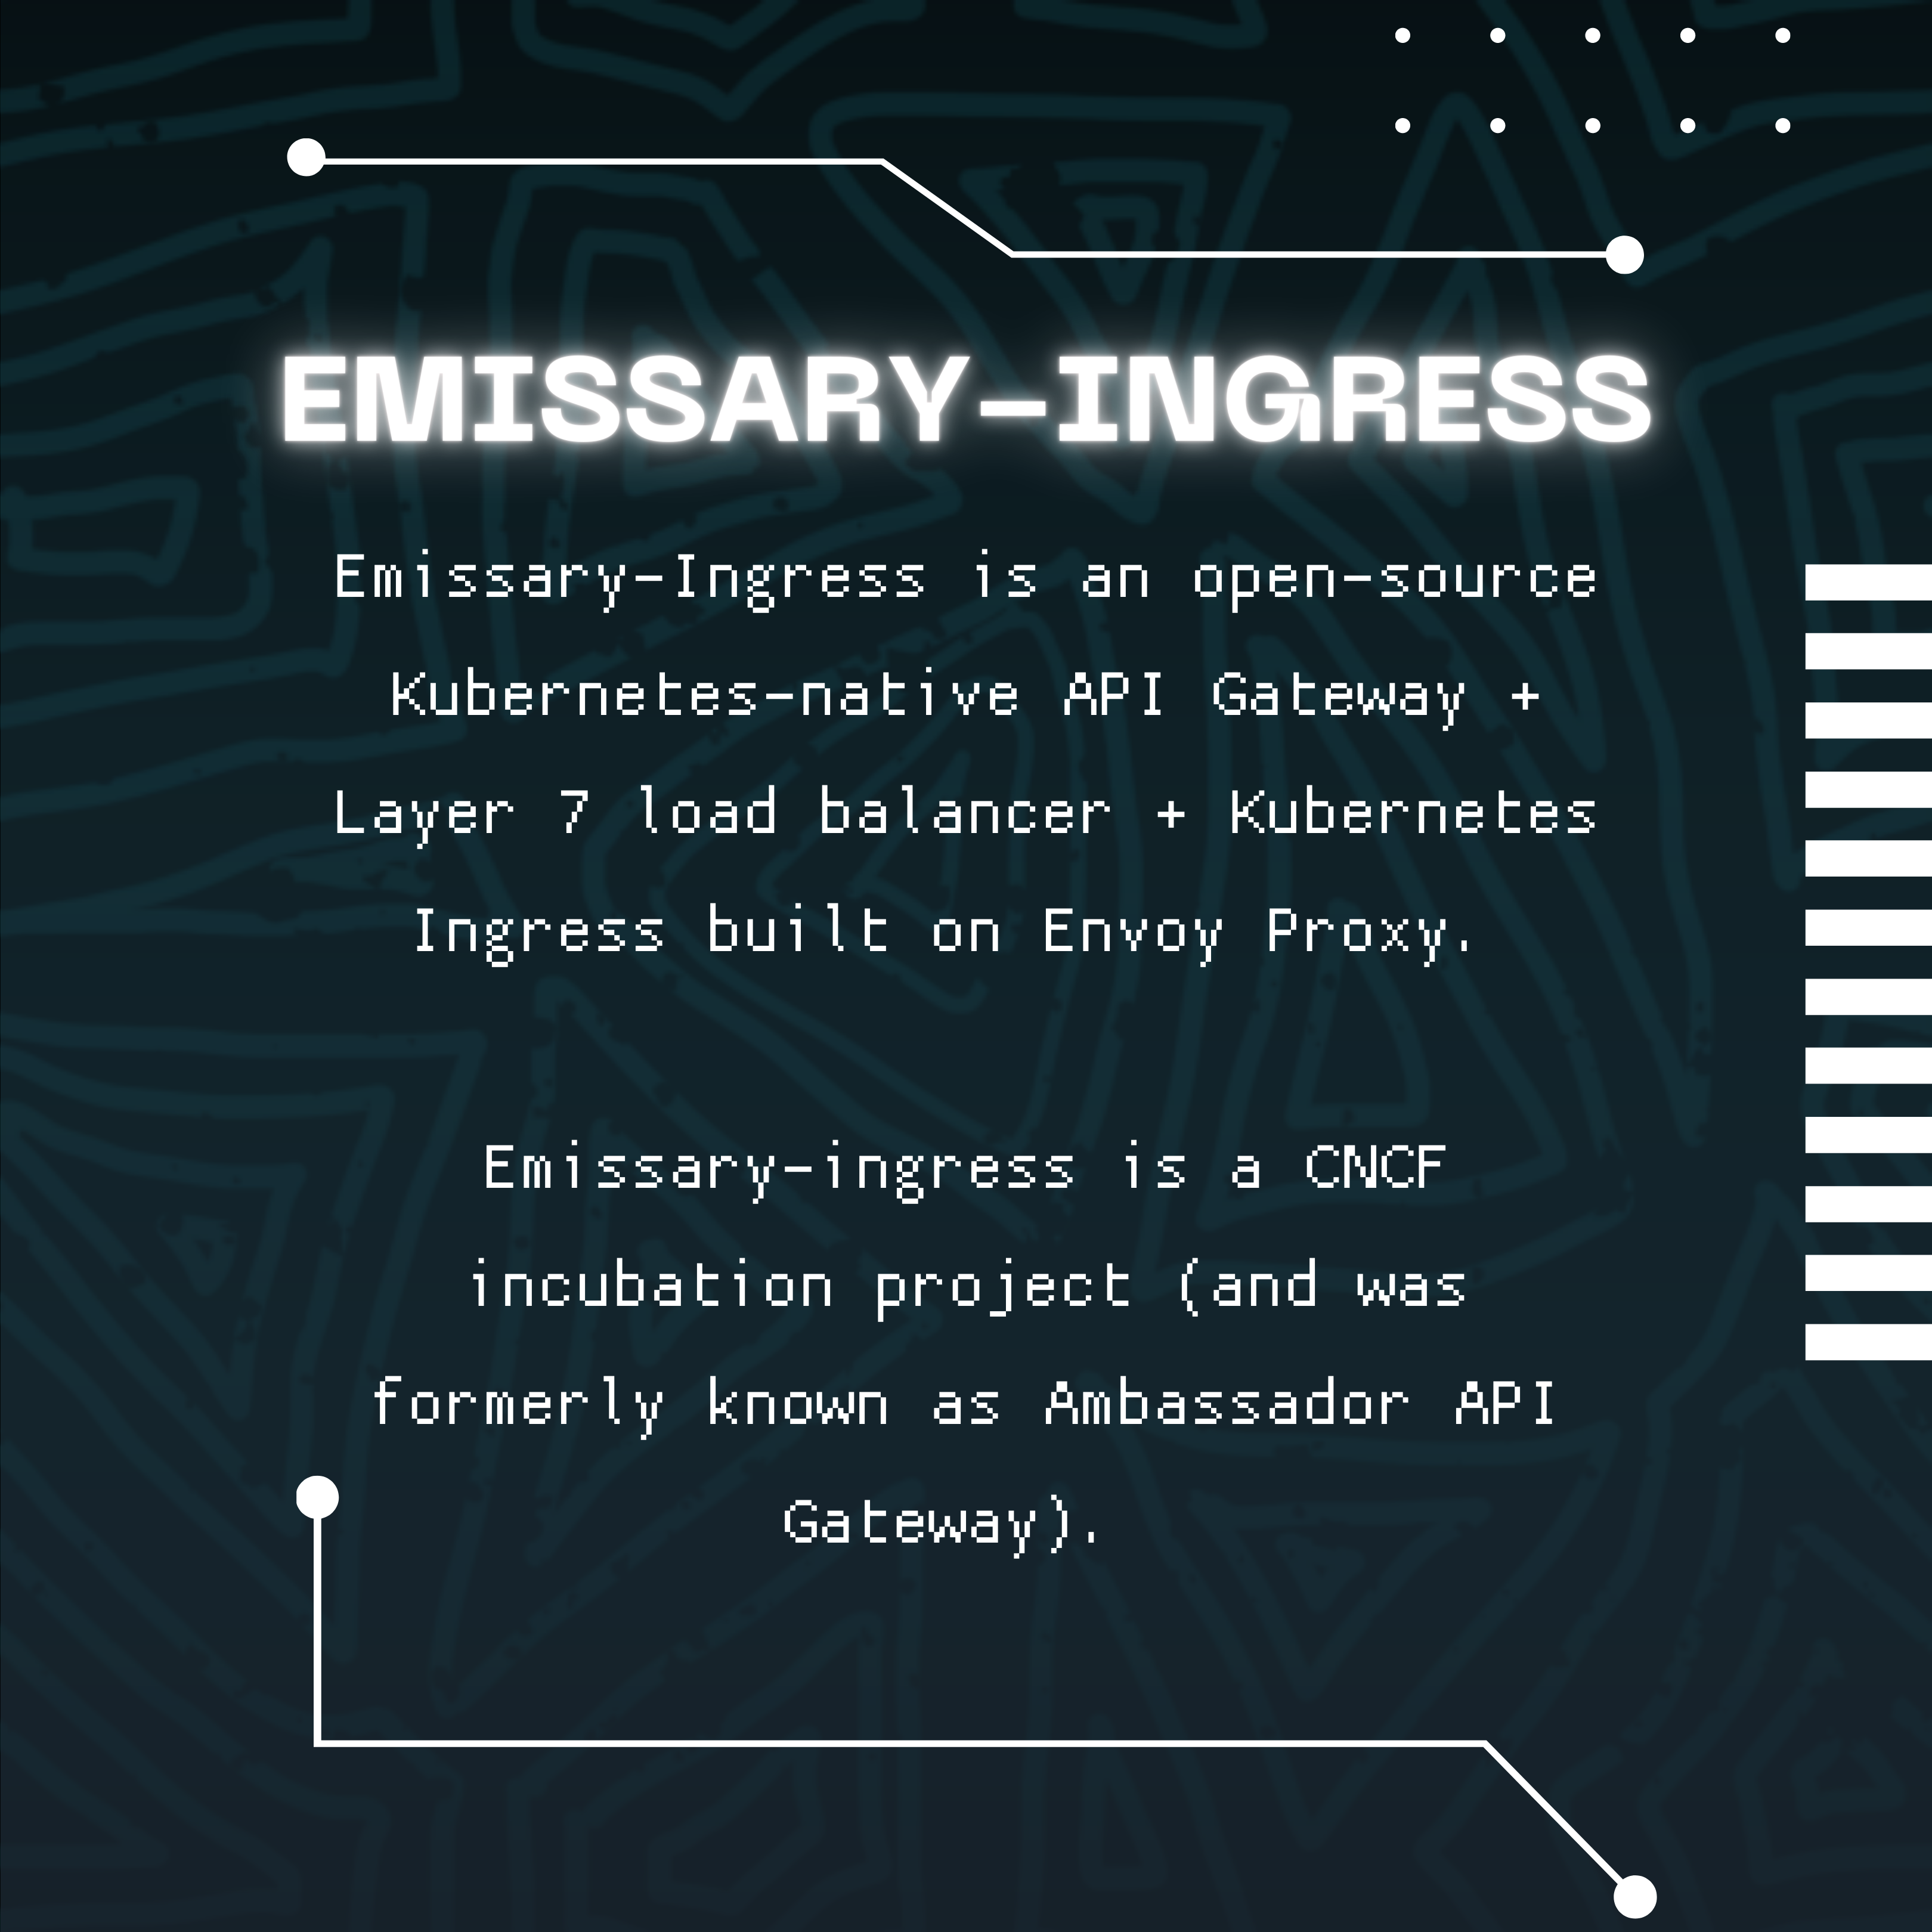 EMISSARY-INGRESS
Emissary-Ingress is an open-source
Kubernetes-native API Gateway +
Layer 7 load balancer + Kubernetes
Ingress built on Envoy Proxy.
Emissary-ingress is a CNCF
incubation project (and was
formerly known as Ambassador API
Gateway).